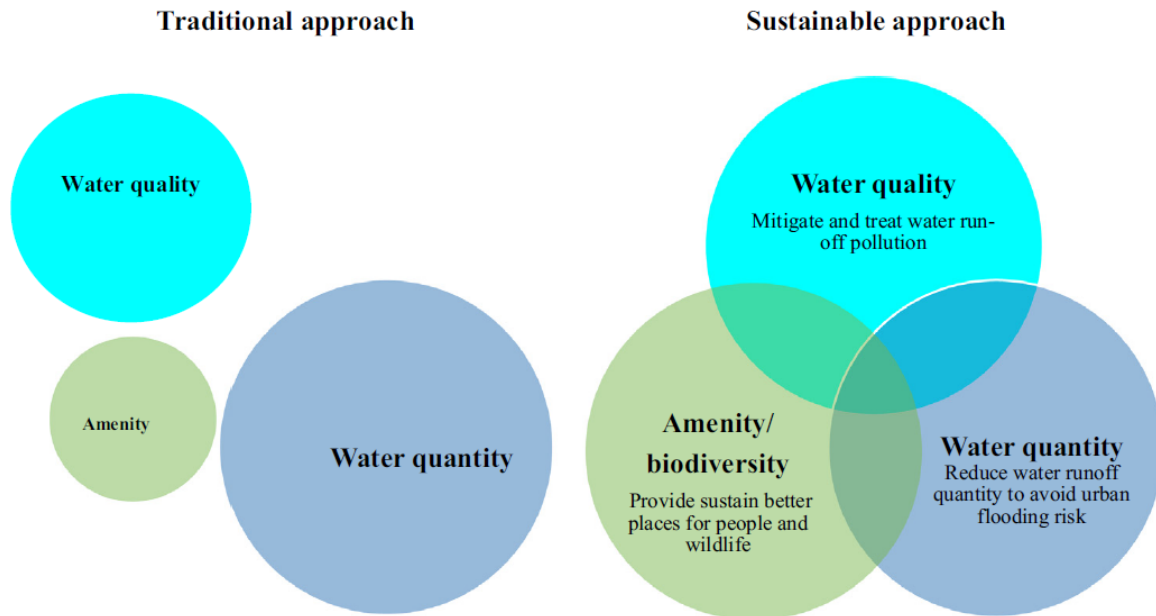 Traditional approach
Sustainable approach
Water quality
Amenity
Water quantity
Water quality
Mitigate and treat water run-
off pollution
Amenity/
biodiversity
Provide sustain better
places for people and
wildlife
Water quantity
Reduce water runoff
quantity to avoid urban
flooding risk